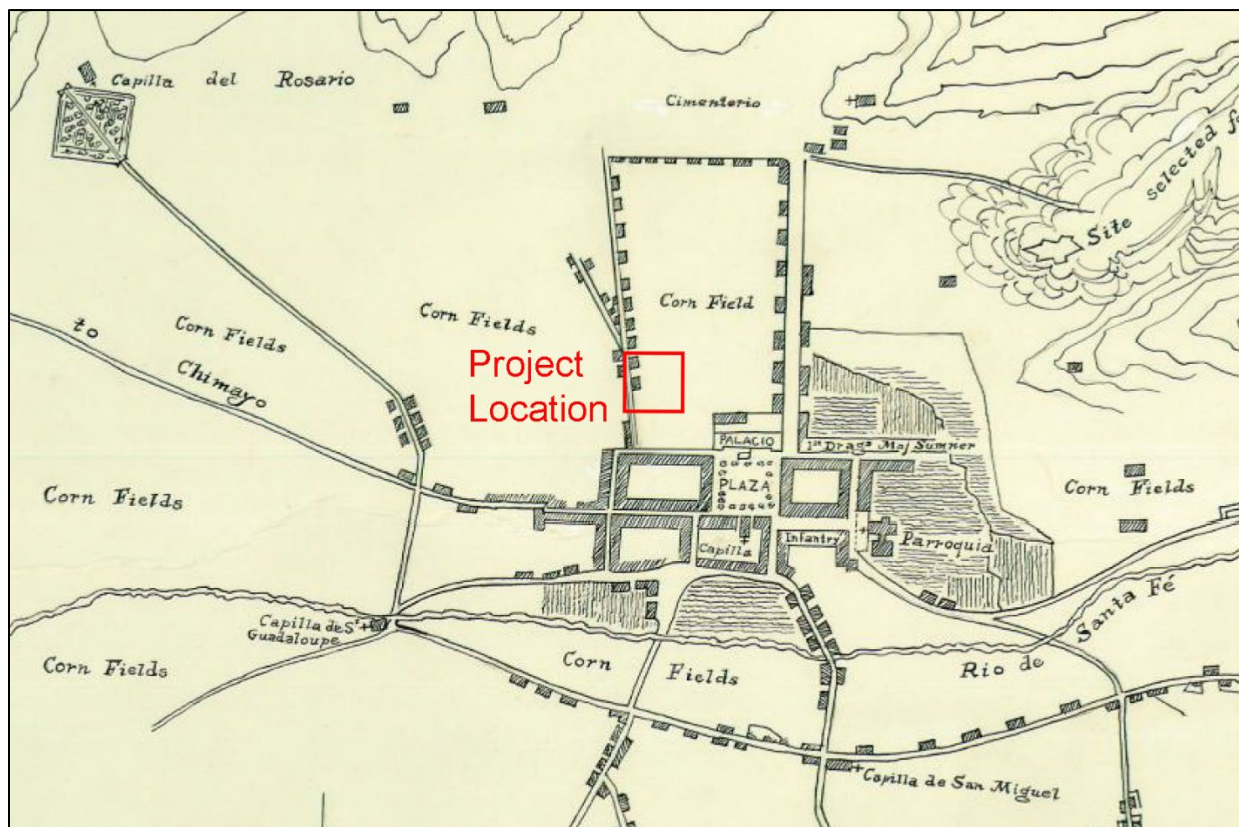 Capilla del Rosario
Cimenterio
Site selected fo
Corn Field
Corn Fields
Corn Fields
to Chimayo
Project
Location
PALACIO
1st Drags Maj Sumner
PLAZA
Corn Fields
Corn Fields
Capilla
Infantry
Parroquia
Capilla de St
Guadaloupe
Rio de Santa Fé
Corn Fields
Corn Fields
Capilla de San Miguel